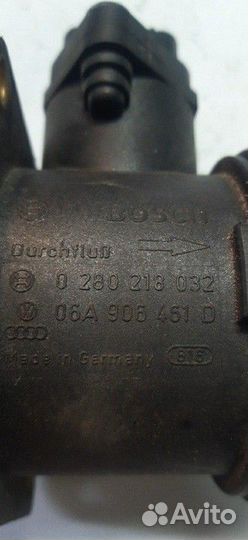 BOSCH
Durchfluß
0 280 218 032
06A 906 461 D
Made in Germany
Avito